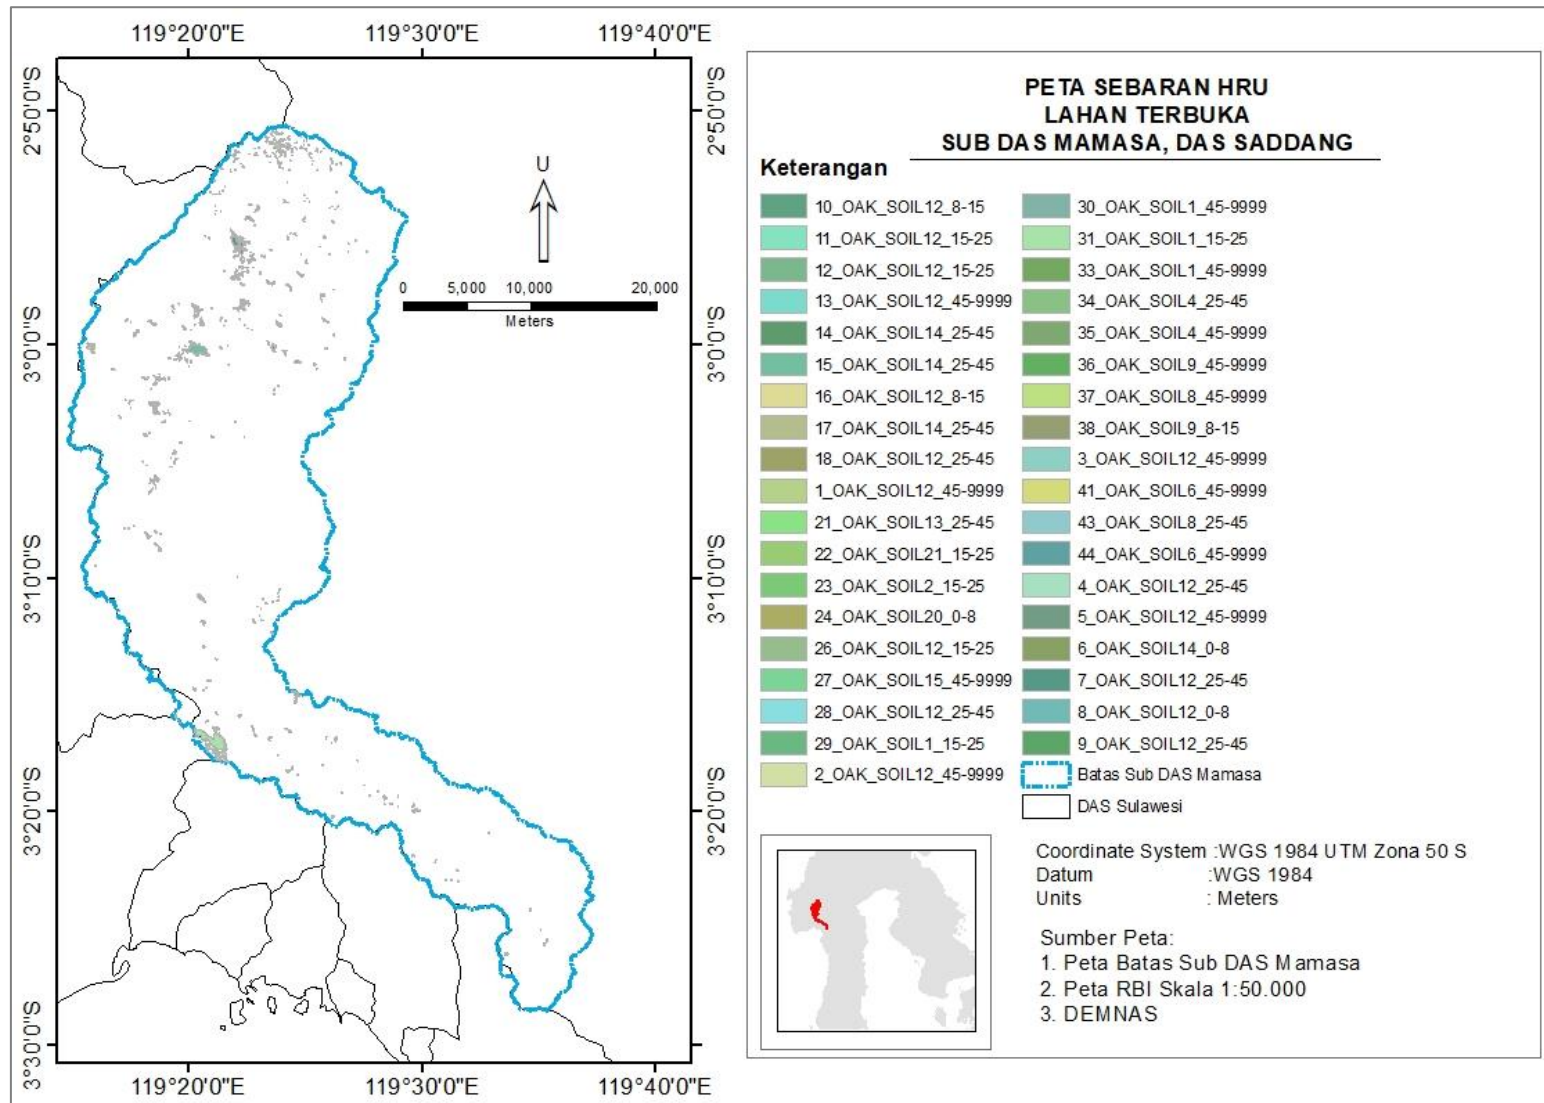 119°20'0"E
119°30'0"E
119°40'0"E
2°50'0"S
2°50'0"S
3°0'0"S
3°0'0"S
3°10'0"S
3°10'0"S
3°20'0"S
3°20'0"S
3°30'0"S
3°30'0"S
119°20'0"E
119°30'0"E
119°40'0"E
U
0 5,000 10,000 20,000
Meters
PETA SEBARAN HRU
LAHAN TERBUKA
SUB DAS MAMASA, DAS SADDANG
Keterangan
10_OAK_SOIL12_8-15
11_OAK_SOIL12_15-25
12_OAK_SOIL12_15-25
13_OAK_SOIL12_45-9999
14_OAK_SOIL14_25-45
15_OAK_SOIL14_25-45
16_OAK_SOIL12_8-15
17_OAK_SOIL14_25-45
18_OAK_SOIL12_25-45
1_OAK_SOIL12_45-9999
21_OAK_SOIL13_25-45
22_OAK_SOIL21_15-25
23_OAK_SOIL2_15-25
24_OAK_SOIL20_0-8
26_OAK_SOIL12_15-25
27_OAK_SOIL15_45-9999
28_OAK_SOIL12_25-45
29_OAK_SOIL1_15-25
2_OAK_SOIL12_45-9999
30_OAK_SOIL1_45-9999
31_OAK_SOIL1_15-25
33_OAK_SOIL1_45-9999
34_OAK_SOIL4_25-45
35_OAK_SOIL4_45-9999
36_OAK_SOIL9_45-9999
37_OAK_SOIL8_45-9999
38_OAK_SOIL9_8-15
3_OAK_SOIL12_45-9999
41_OAK_SOIL6_45-9999
43_OAK_SOIL8_25-45
44_OAK_SOIL6_45-9999
4_OAK_SOIL12_25-45
5_OAK_SOIL12_45-9999
6_OAK_SOIL14_0-8
7_OAK_SOIL12_25-45
8_OAK_SOIL12_0-8
9_OAK_SOIL12_25-45
Batas Sub DAS Mamasa
DAS Sulawesi
Coordinate System :WGS 1984 UTM Zona 50 S
Datum :WGS 1984
Units : Meters
Sumber Peta:
1. Peta Batas Sub DAS Mamasa
2. Peta RBI Skala 1:50.000
3. DEMNAS